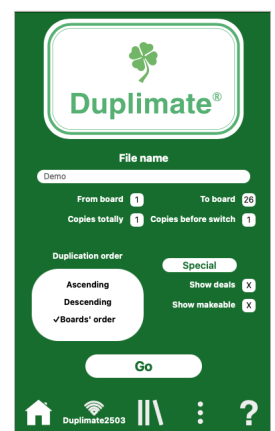 Duplimate®
File name
Demo
From board 1 To board 26
Copies totally 1 Copies before switch 1
Duplication order
Special
Ascending
Show deals X
Descending
Show makeable X
✓Boards' order
Go
Duplimate2503
?